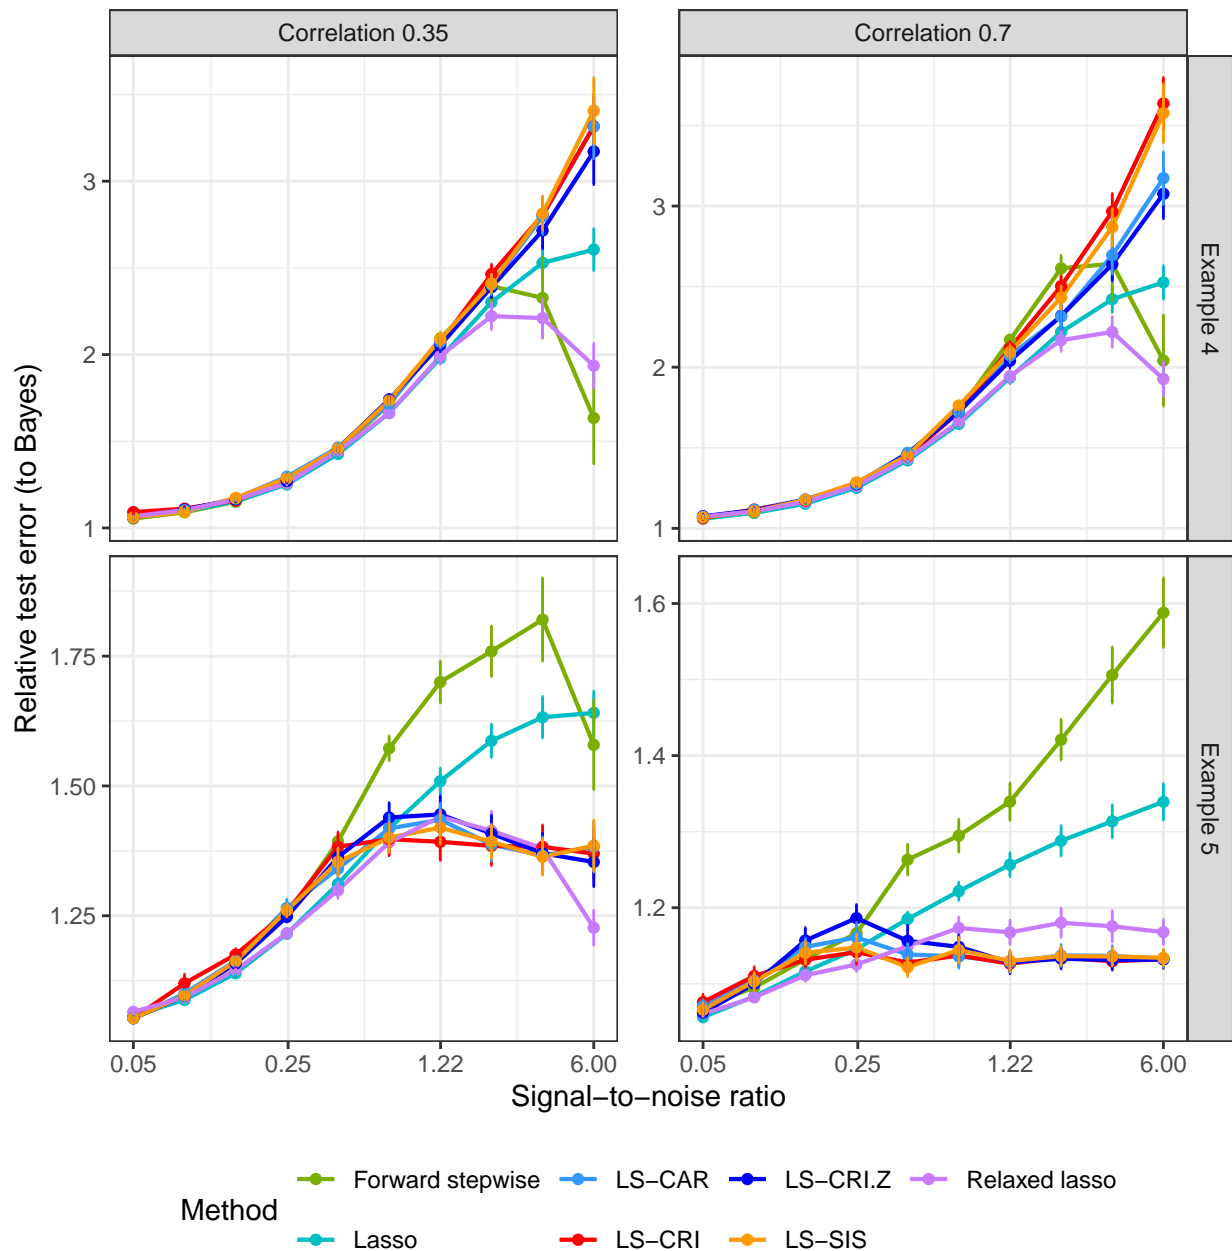 Correlation 0.35
Correlation 0.7
3
2
1
3
2
1
Example 4
Relative test error (to Bayes)
1.75
1.50
1.25
1.6
1.4
1.2
Example 5
0.05
0.25
1.22
6.00
0.05
0.25
1.22
6.00
Signal−to−noise ratio
Method
Forward stepwise
LS−CAR
LS−CRI.Z
Relaxed lasso
Lasso
LS−CRI
LS−SIS